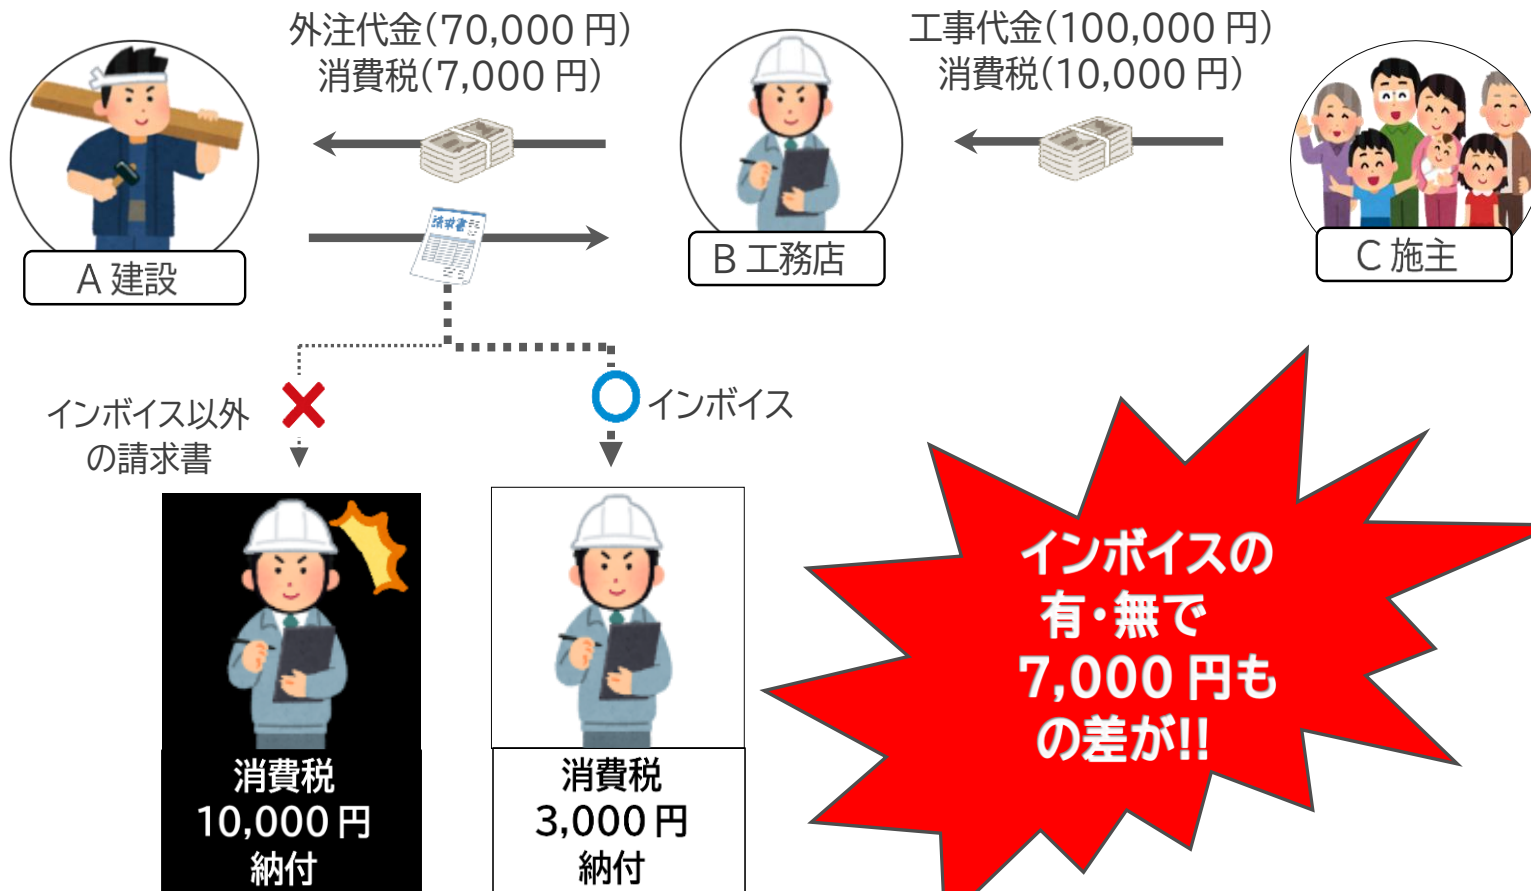 外注代金(70,000円)
消費税(7,000円)
工事代金(100,000円)
消費税(10,000円)
請求書
A 建設
B 工務店
C 施主
インボイス以外
の請求書
インボイス
消費税
10,000円
納付
消費税
3,000円
納付
インボイスの
有・無で
7,000円も
の差が!!